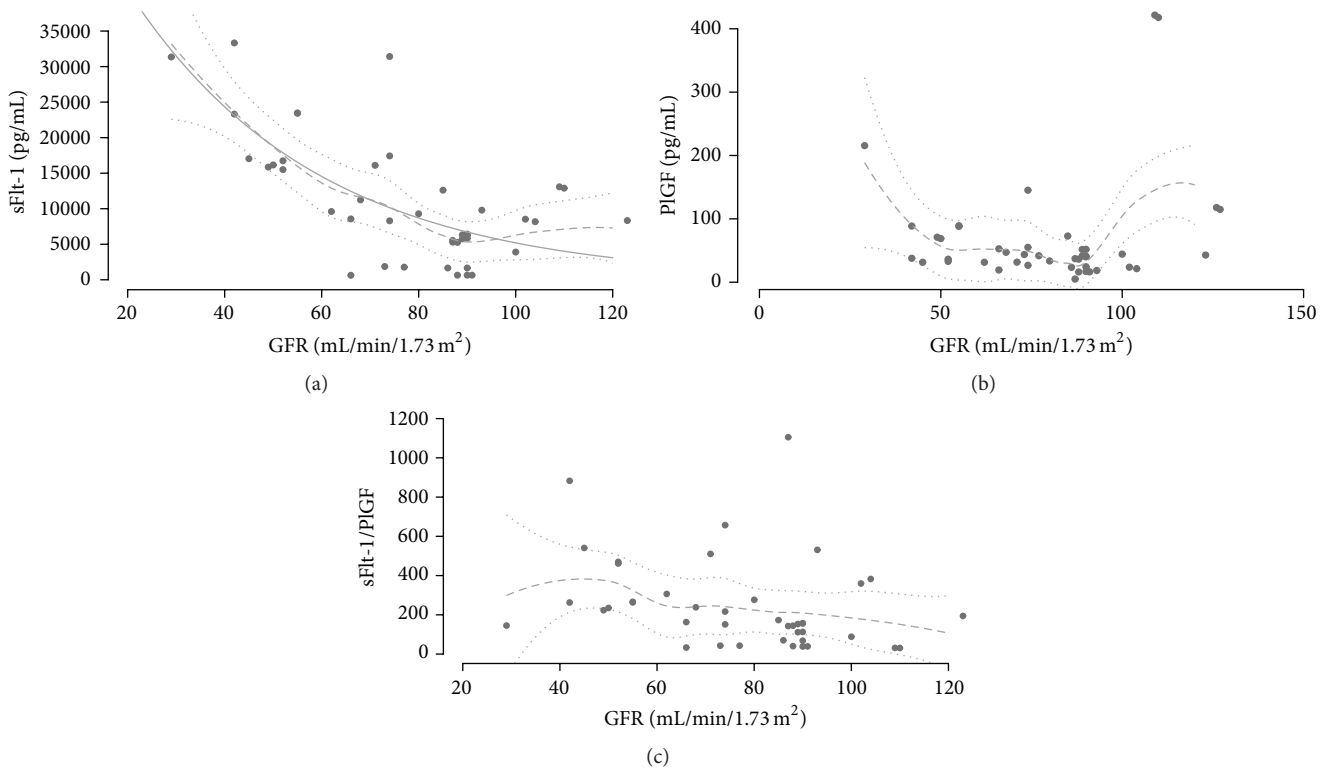 35000
30000
25000
20000
15000
10000
5000
0
sFlt-1 (pg/mL)
20 40 60 80 100 120
GFR (mL/min/1.73 m²)
(a)
400
300
200
100
0
PlGF (pg/mL)
0 50 100 150
GFR (mL/min/1.73 m²)
(b)
1200
1000
800
600
400
200
0
sFlt-1/PlGF
20 40 60 80 100 120
GFR (mL/min/1.73 m²)
(c)